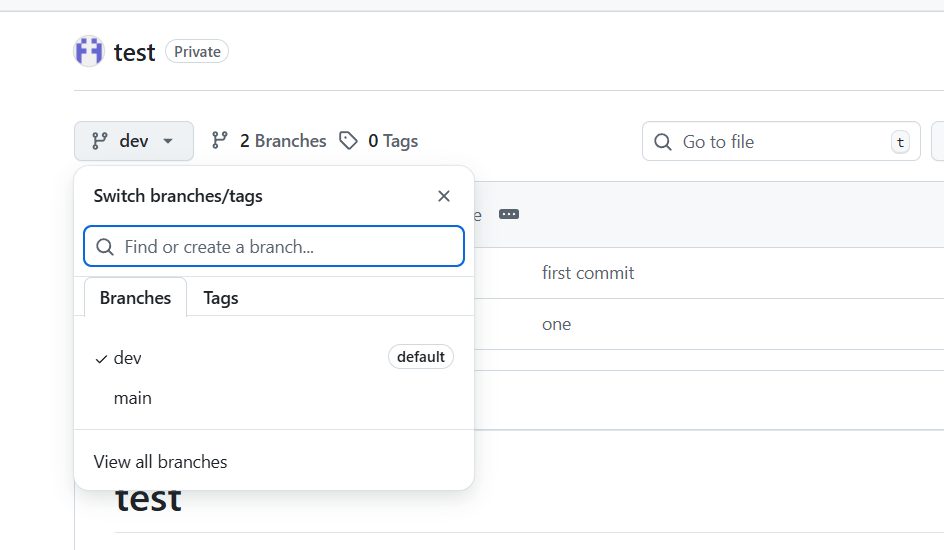 test Private
dev 2 Branches 0 Tags Go to file t
Switch branches/tags
Find or create a branch...
Branches Tags
dev default
main
View all branches
first commit
one
test